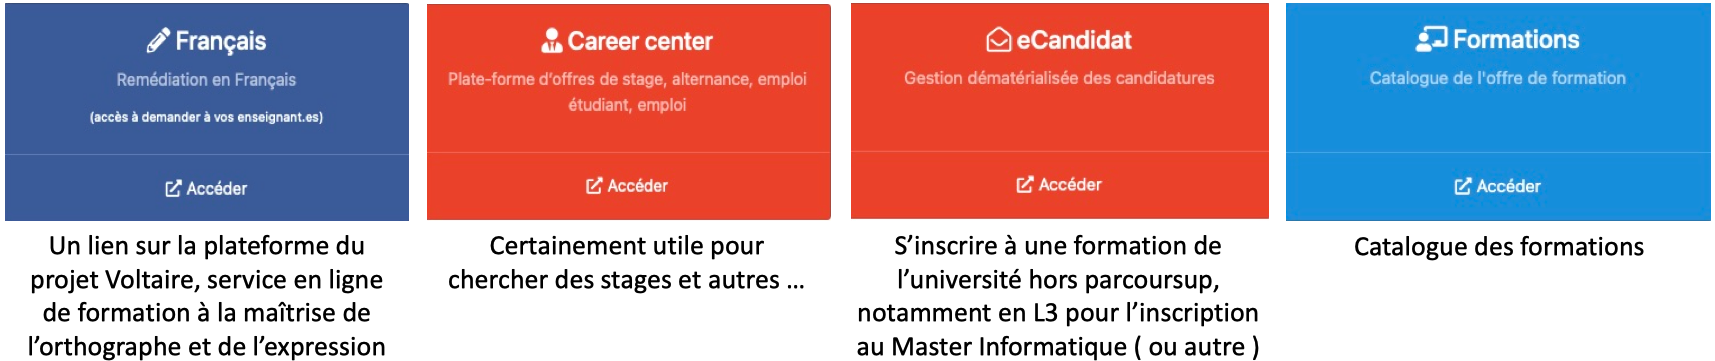 Français
Remédiation en Français
(accès à demander à vos enseignant.es)
Accéder
Un lien sur la plateforme du
projet Voltaire, service en ligne
de formation à la maîtrise de
l’orthographe et de l’expression
Career center
Plate-forme d’offres de stage, alternance, emploi
étudiant, emploi
Accéder
Certainement utile pour
chercher des stages et autres …
eCandidat
Gestion dématérialisée des candidatures
Accéder
S’inscrire à une formation de
l’université hors parcoursup,
notamment en L3 pour l’inscription
au Master Informatique ( ou autre )
Formations
Catalogue de l'offre de formation
Accéder
Catalogue des formations